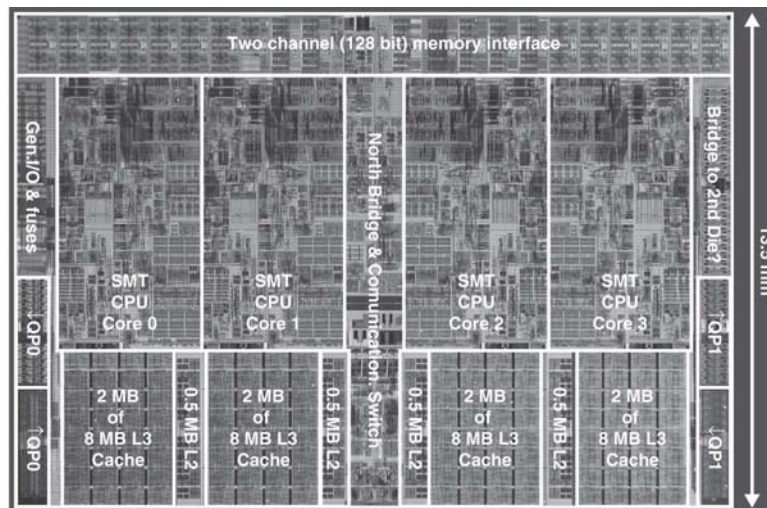 Two channel (128 bit) memory interface
Gen.I/O &
fuses
SMT
CPU
Core 0
SMT
CPU
Core 1
North Bridge & Comunication Switch
SMT
CPU
Core 2
SMT
CPU
Core 3
Bridge to 2nd Die?
↓QP0
↑QP1
↑QP0
2 MB
of
8 MB L3
Cache
0.5 MB L2
2 MB
of
8 MB L3
Cache
0.5 MB L2
0.5 MB L2
2 MB
of
8 MB L3
Cache
0.5 MB L2
2 MB
of
8 MB L3
Cache
↑QP1